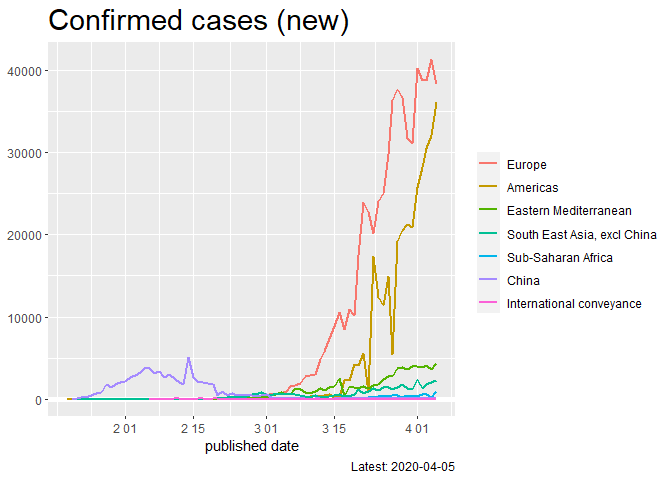 Confirmed cases (new)
40000
30000
20000
10000
0
2 01
2 15
3 01
3 15
4 01
published date
Europe
Americas
Eastern Mediterranean
South East Asia, excl China
Sub-Saharan Africa
China
International conveyance
Latest: 2020-04-05